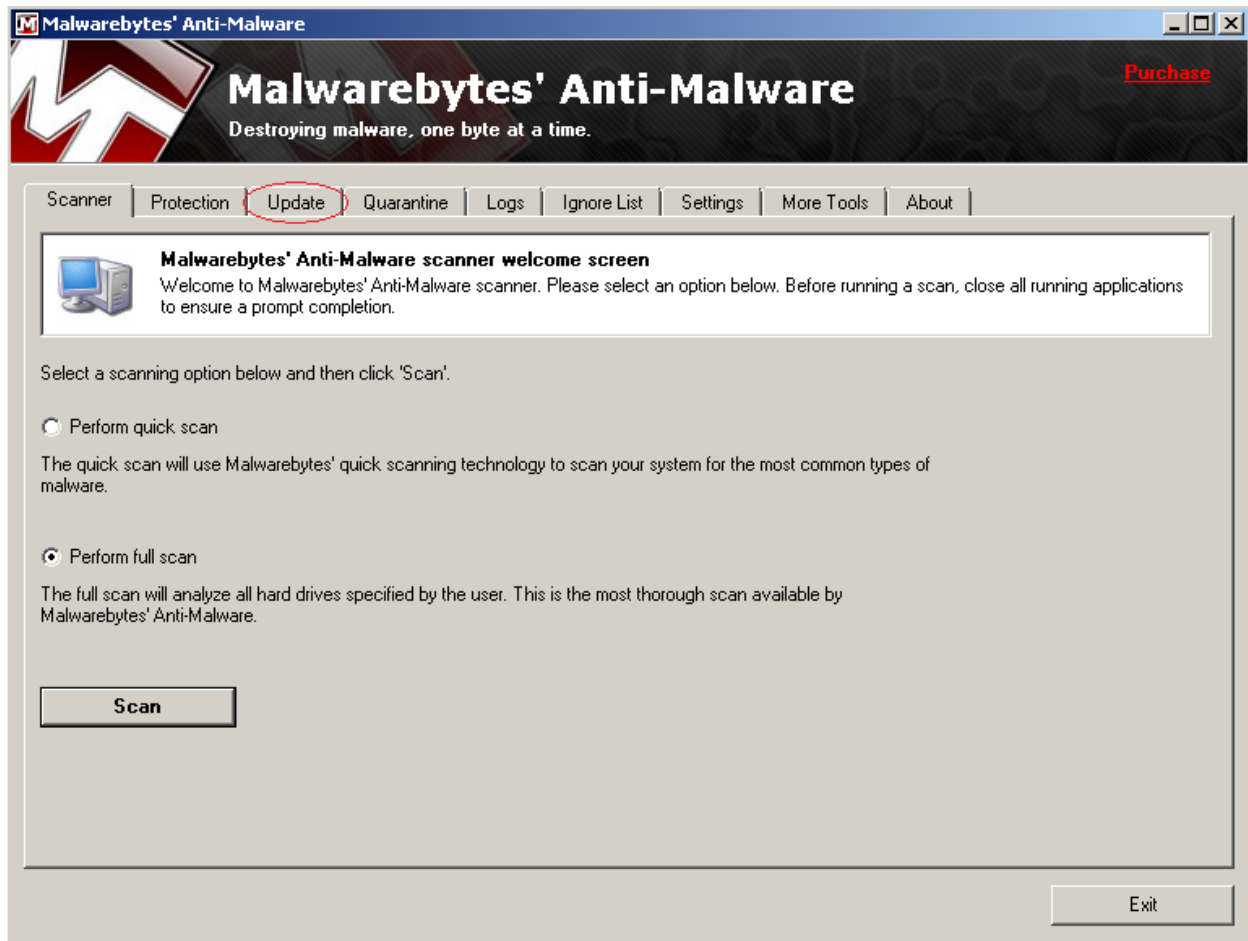 Malwarebytes' Anti-Malware
Malwarebytes' Anti-Malware
Purchase
Destroying malware, one byte at a time.
Scanner Protection Update Quarantine Logs Ignore List Settings More Tools About
Malwarebytes' Anti-Malware scanner welcome screen
Welcome to Malwarebytes' Anti-Malware scanner. Please select an option below. Before running a scan, close all running applications
to ensure a prompt completion.
Select a scanning option below and then click 'Scan'.
Perform quick scan
The quick scan will use Malwarebytes' quick scanning technology to scan your system for the most common types of
malware.
Perform full scan
The full scan will analyze all hard drives specified by the user. This is the most thorough scan available by
Malwarebytes' Anti-Malware.
Scan
Exit